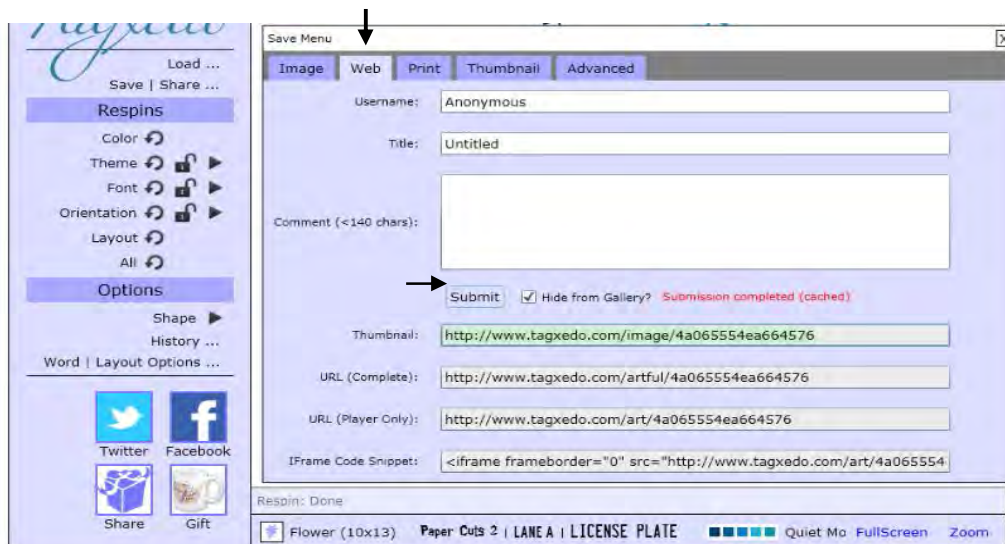 Tagxedo
Load ...
Save | Share ...
Respins
Color
Theme
Font
Orientation
Layout
All
Options
Shape
History ...
Word | Layout Options ...
Twitter
Facebook
Share
Gift
Save Menu
Image Web Print Thumbnail Advanced
Username: Anonymous
Title: Untitled
Comment (<140 chars):
Submit Hide from Gallery? Submission completed (cached)
Thumbnail: http://www.tagxedo.com/image/4a065554ea664576
URL (Complete): http://www.tagxedo.com/artful/4a065554ea664576
URL (Player Only): http://www.tagxedo.com/art/4a065554ea664576
IFrame Code Snippet: <iframe frameborder="0" src="http://www.tagxedo.com/art/4a065554
Respin: Done
Flower (10x13) Paper Cuts 2 | LANE A | LICENSE PLATE Quiet Mo FullScreen Zoom